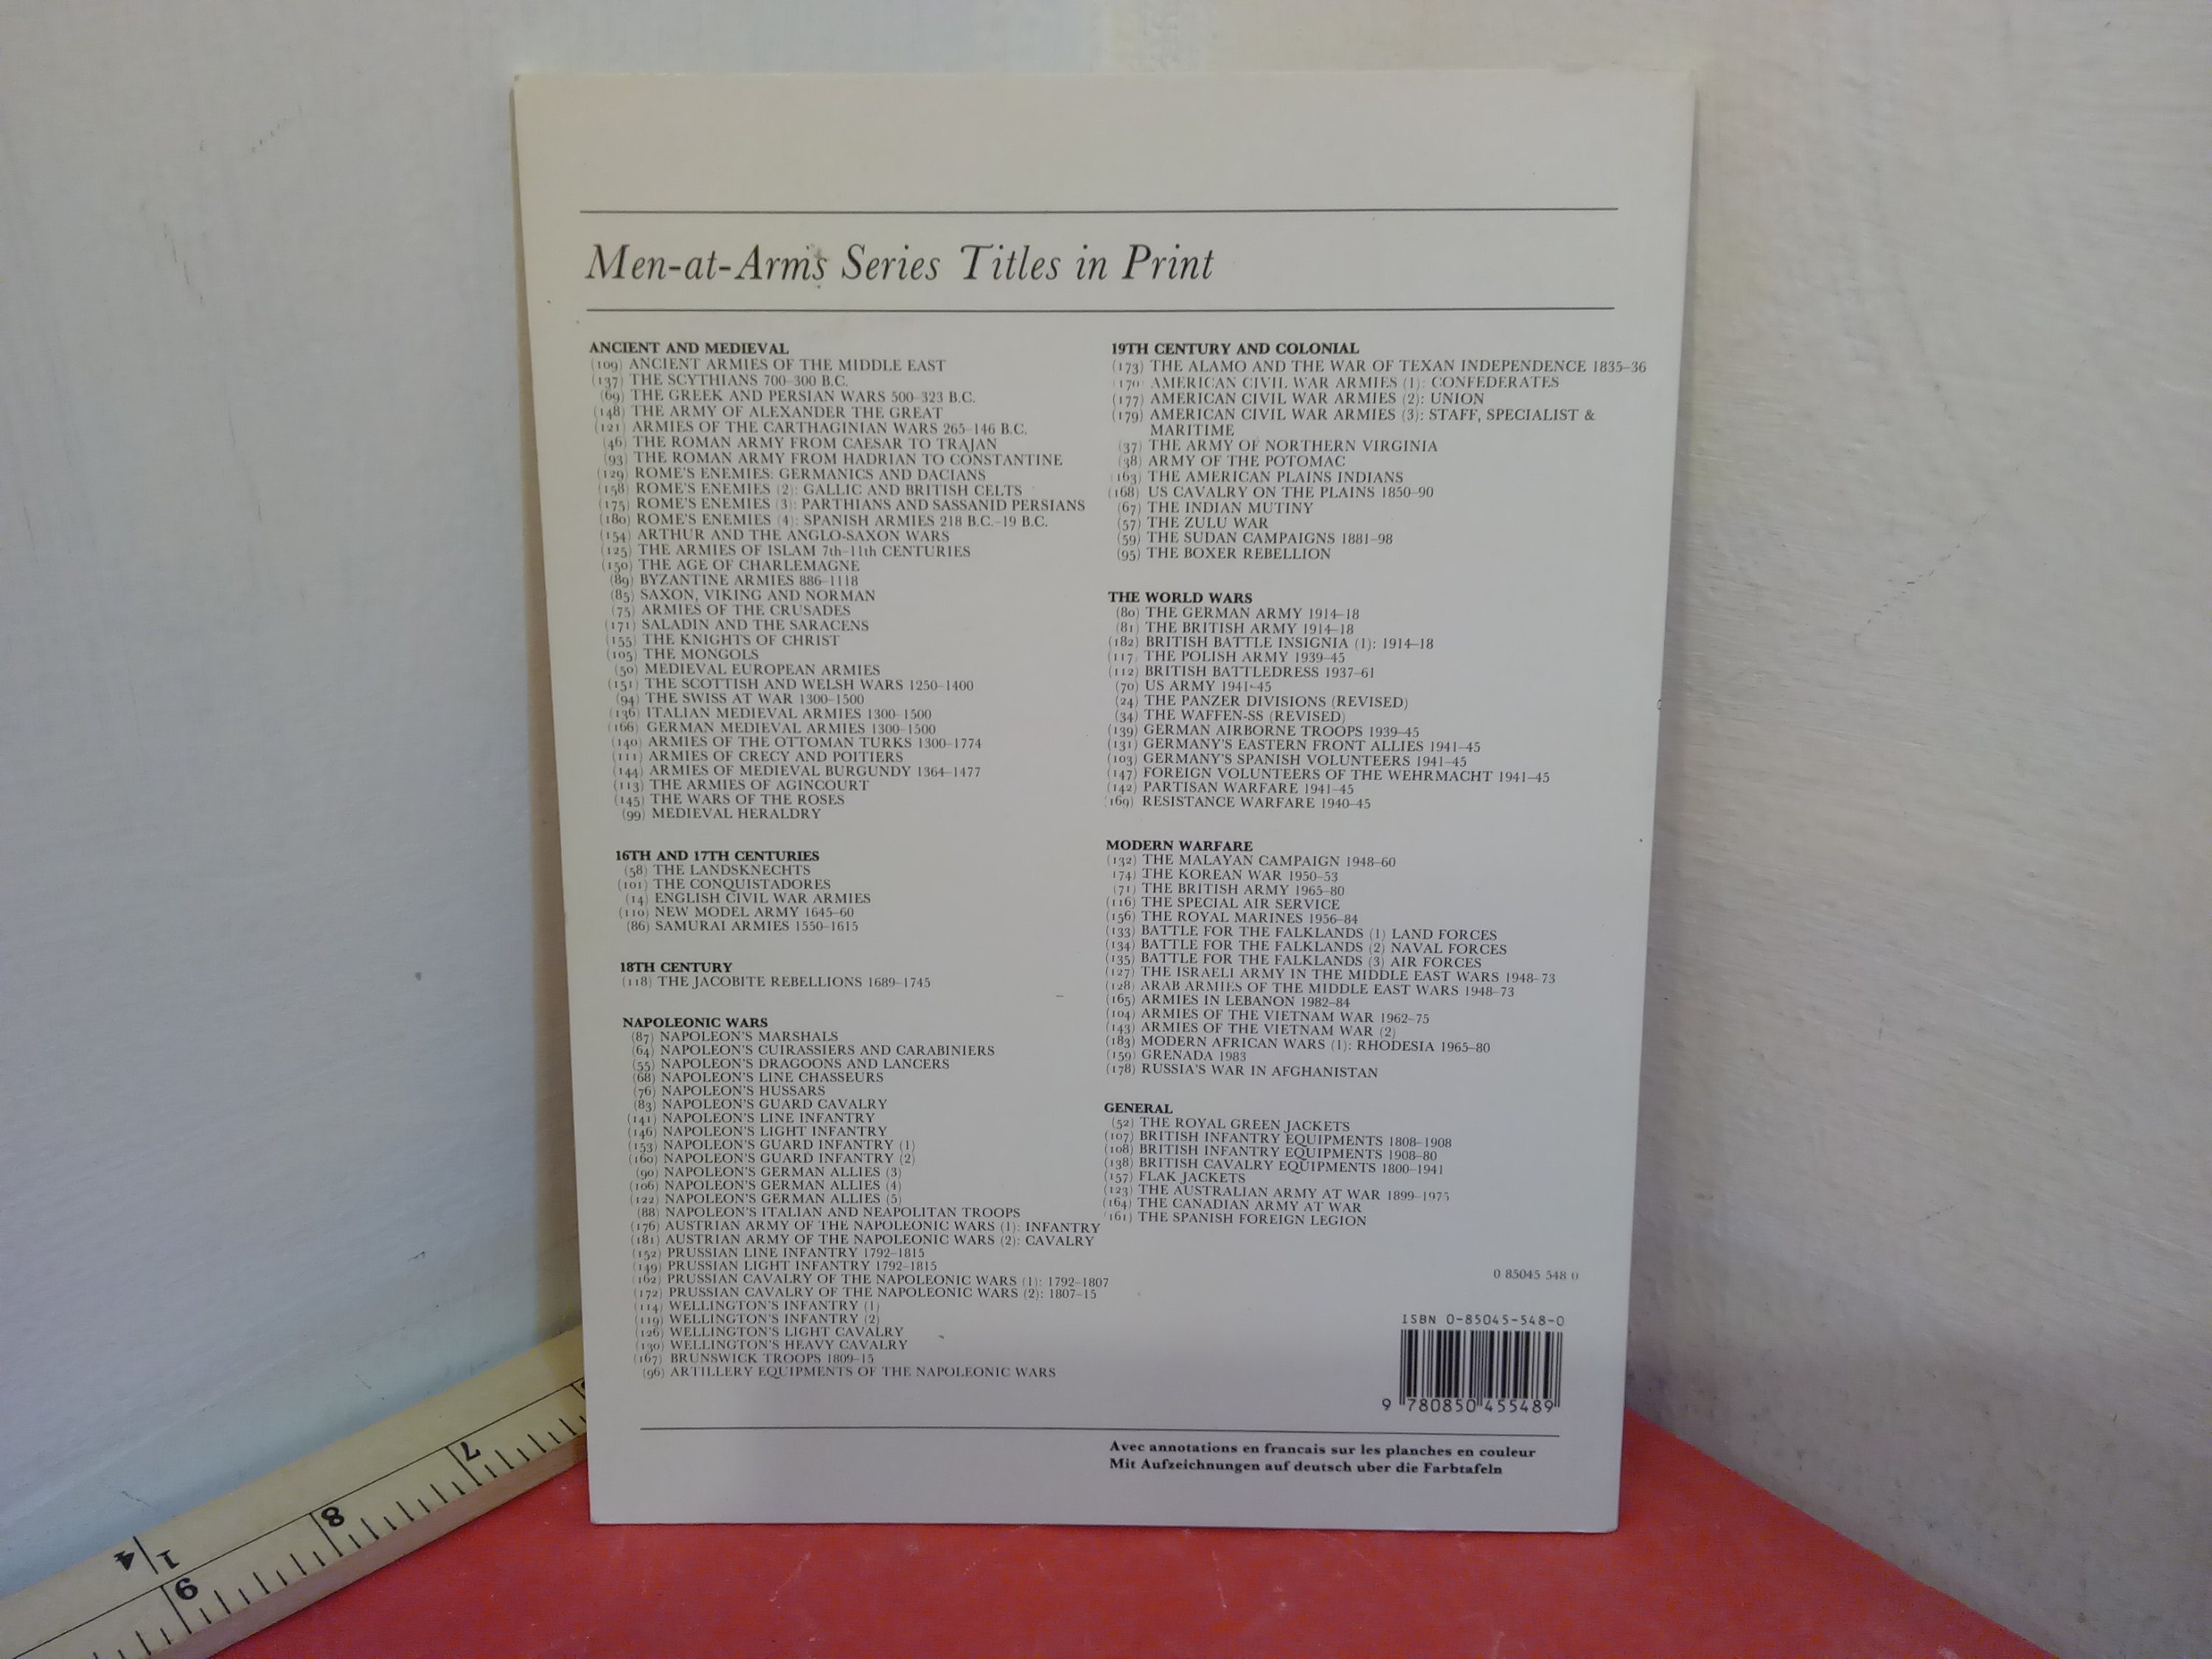 Men-at-Arms Series Titles in Print
ANCIENT AND MEDIEVAL
(109) ANCIENT ARMIES OF THE MIDDLE EAST
(137) THE SCYTHIANS 700-300 B.C.
(69) THE GREEK AND PERSIAN WARS 500-323 B.C.
(148) THE ARMY OF ALEXANDER THE GREAT
(121) ARMIES OF THE CARTHAGINIAN WARS 265-146 B.C.
(46) THE ROMAN ARMY FROM CAESAR TO TRAJAN
(93) THE ROMAN ARMY FROM HADRIAN TO CONSTANTINE
(129) ROME'S ENEMIES: GERMANICS AND DACIANS
(158) ROME'S ENEMIES (2): GALLIC AND BRITISH CELTS
(175) ROME'S ENEMIES (3): PARTHIANS AND SASSANID PERSIANS
(180) ROME'S ENEMIES (4): SPANISH ARMIES 218 B.C.-19 B.C.
(154) ARTHUR AND THE ANGLO-SAXON WARS
(125) THE ARMIES OF ISLAM 7th-11th CENTURIES
(150) THE AGE OF CHARLEMAGNE
(89) BYZANTINE ARMIES 886-1118
(85) SAXON, VIKING AND NORMAN
(75) ARMIES OF THE CRUSADES
(171) SALADIN AND THE SARACENS
(155) THE KNIGHTS OF CHRIST
(105) THE MONGOLS
(50) MEDIEVAL EUROPEAN ARMIES
(151) THE SCOTTISH AND WELSH WARS 1250-1400
(94) THE SWISS AT WAR 1300-1500
(136) ITALIAN MEDIEVAL ARMIES 1300-1500
(166) GERMAN MEDIEVAL ARMIES 1300-1500
(140) ARMIES OF THE OTTOMAN TURKS 1300-1774
(111) ARMIES OF CRECY AND POITIERS
(144) ARMIES OF MEDIEVAL BURGUNDY 1364-1477
(113) THE ARMIES OF AGINCOURT
(145) THE WARS OF THE ROSES
(99) MEDIEVAL HERALDRY
16TH AND 17TH CENTURIES
(58) THE LANDSKNECHTS
(101) THE CONQUISTADORES
(14) ENGLISH CIVIL WAR ARMIES
(110) NEW MODEL ARMY 1645-60
(86) SAMURAI ARMIES 1550-1615
18TH CENTURY
(118) THE JACOBITE REBELLIONS 1689-1745
NAPOLEONIC WARS
(87) NAPOLEON'S MARSHALS
(64) NAPOLEON'S CUIRASSIERS AND CARABINIERS
(55) NAPOLEON'S DRAGOONS AND LANCERS
(68) NAPOLEON'S LINE CHASSEURS
(76) NAPOLEON'S HUSSARS
(83) NAPOLEON'S GUARD CAVALRY
(141) NAPOLEON'S LINE INFANTRY
(146) NAPOLEON'S LIGHT INFANTRY
(153) NAPOLEON'S GUARD INFANTRY (1)
(160) NAPOLEON'S GUARD INFANTRY (2)
(90) NAPOLEON'S GERMAN ALLIES (3)
(106) NAPOLEON'S GERMAN ALLIES (4)
(122) NAPOLEON'S GERMAN ALLIES (5)
(88) NAPOLEON'S ITALIAN AND NEAPOLITAN TROOPS
(176) AUSTRIAN ARMY OF THE NAPOLEONIC WARS (1): INFANTRY
(181) AUSTRIAN ARMY OF THE NAPOLEONIC WARS (2): CAVALRY
(152) PRUSSIAN LINE INFANTRY 1792-1815
(149) PRUSSIAN LIGHT INFANTRY 1792-1815
(162) PRUSSIAN CAVALRY OF THE NAPOLEONIC WARS (1): 1792-1807
(172) PRUSSIAN CAVALRY OF THE NAPOLEONIC WARS (2): 1807-15
(114) WELLINGTON'S INFANTRY (1)
(119) WELLINGTON'S INFANTRY (2)
(126) WELLINGTON'S LIGHT CAVALRY
(130) WELLINGTON'S HEAVY CAVALRY
(167) BRUNSWICK TROOPS 1809-15
(96) ARTILLERY EQUIPMENTS OF THE NAPOLEONIC WARS
19TH CENTURY AND COLONIAL
(173) THE ALAMO AND THE WAR OF TEXAN INDEPENDENCE 1835-36
(170) AMERICAN CIVIL WAR ARMIES (1): CONFEDERATES
(177) AMERICAN CIVIL WAR ARMIES (2): UNION
(179) AMERICAN CIVIL WAR ARMIES (3): STAFF, SPECIALIST &
MARITIME
(37) THE ARMY OF NORTHERN VIRGINIA
(38) ARMY OF THE POTOMAC
(163) THE AMERICAN PLAINS INDIANS
(168) US CAVALRY ON THE PLAINS 1850-90
(67) THE INDIAN MUTINY
(57) THE ZULU WAR
(59) THE SUDAN CAMPAIGNS 1881-98
(95) THE BOXER REBELLION
THE WORLD WARS
(80) THE GERMAN ARMY 1914-18
(81) THE BRITISH ARMY 1914-18
(182) BRITISH BATTLE INSIGNIA (1): 1914-18
(117) THE POLISH ARMY 1939-45
(112) BRITISH BATTLEDRESS 1937-61
(70) US ARMY 1941-45
(24) THE PANZER DIVISIONS (REVISED)
(34) THE WAFFEN-SS (REVISED)
(139) GERMAN AIRBORNE TROOPS 1939-45
(131) GERMANY'S EASTERN FRONT ALLIES 1941-45
(103) GERMANY'S SPANISH VOLUNTEERS 1941-45
(147) FOREIGN VOLUNTEERS OF THE WEHRMACHT 1941-45
(142) PARTISAN WARFARE 1941-45
(169) RESISTANCE WARFARE 1940-45
MODERN WARFARE
(132) THE MALAYAN CAMPAIGN 1948-60
174) THE KOREAN WAR 1950-53
(71) THE BRITISH ARMY 1965-80
(116) THE SPECIAL AIR SERVICE
(156) THE ROYAL MARINES 1956-84
(133) BATTLE FOR THE FALKLANDS (1) LAND FORCES
(134) BATTLE FOR THE FALKLANDS (2) NAVAL FORCES
(135) BATTLE FOR THE FALKLANDS (3) AIR FORCES
(127) THE ISRAELI ARMY IN THE MIDDLE EAST WARS 1948-73
(128) ARAB ARMIES OF THE MIDDLE EAST WARS 1948-73
(165) ARMIES IN LEBANON 1982-84
(104) ARMIES OF THE VIETNAM WAR 1962-75
(143) ARMIES OF THE VIETNAM WAR (2)
(183) MODERN AFRICAN WARS (1): RHODESIA 1965-80
(159) GRENADA 1983
(178) RUSSIA'S WAR IN AFGHANISTAN
GENERAL
(52) THE ROYAL GREEN JACKETS
(107) BRITISH INFANTRY EQUIPMENTS 1808-1908
(108) BRITISH INFANTRY EQUIPMENTS 1908-80
(138) BRITISH CAVALRY EQUIPMENTS 1800-1941
(157) FLAK JACKETS
(123) THE AUSTRALIAN ARMY AT WAR 1899-1975
(164) THE CANADIAN ARMY AT WAR
(161) THE SPANISH FOREIGN LEGION
0 85045 548 0
ISBN 0-85045-548-0
9 780850 455489
Avec annotations en francais sur les planches en couleur
Mit Aufzeichnungen auf deutsch uber die Farbtafeln
7
8
1/4
9